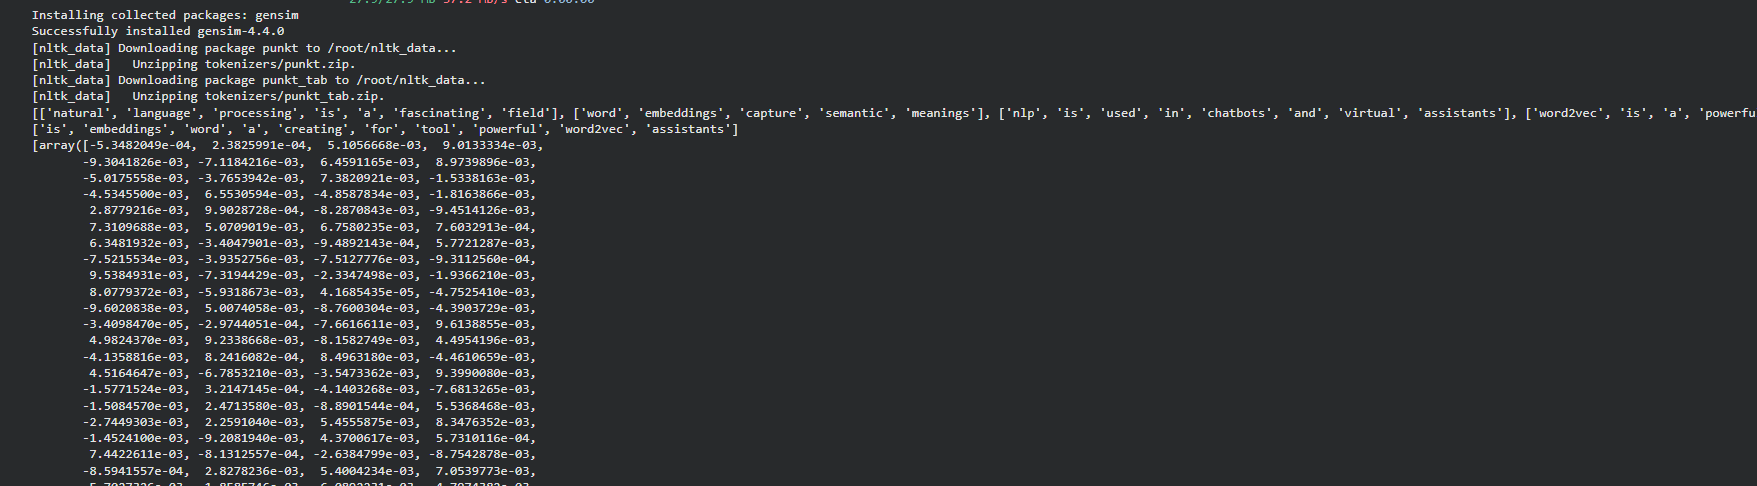 Installing collected packages: gensim
Successfully installed gensim-4.4.0
[nltk_data] Downloading package punkt to /root/nltk_data...
[nltk_data]   Unzipping tokenizers/punkt.zip.
[nltk_data] Downloading package punkt_tab to /root/nltk_data...
[nltk_data]   Unzipping tokenizers/punkt_tab.zip.
[['natural', 'language', 'processing', 'is', 'a', 'fascinating', 'field'], ['word', 'embeddings', 'capture', 'semantic', 'meanings'], ['nlp', 'is', 'used', 'in', 'chatbots', 'and', 'virtual', 'assistants'], ['word2vec', 'is', 'a', 'powerfu
['is', 'embeddings', 'word', 'a', 'creating', 'for', 'tool', 'powerful', 'word2vec', 'assistants']
[array([-5.3482049e-04,  2.3825991e-04,  5.1056668e-03,  9.0133334e-03,
-9.3041826e-03, -7.1184216e-03,  6.4591165e-03,  8.9739896e-03,
-5.0175558e-03, -3.7653942e-03,  7.3820921e-03, -1.5338163e-03,
-4.5345500e-03,  6.5530594e-03, -4.8587834e-03, -1.8163866e-03,
2.8779216e-03,  9.9028728e-04, -8.2870843e-03, -9.4514126e-03,
7.3109688e-03,  5.0709019e-03,  6.7580235e-03,  7.6032913e-04,
6.3481932e-03, -3.4047901e-03, -9.4892143e-04,  5.7721287e-03,
-7.5215534e-03, -3.9352756e-03, -7.5127776e-03, -9.3112560e-04,
9.5384931e-03, -7.3194429e-03, -2.3347498e-03, -1.9366210e-03,
8.0779372e-03, -5.9318673e-03,  4.1685435e-05, -4.7525410e-03,
-9.6020838e-03,  5.0074058e-03, -8.7600304e-03, -4.3903729e-03,
-3.4098470e-05, -2.9744051e-04, -7.6616611e-03,  9.6138855e-03,
4.9824370e-03,  9.2338668e-03, -8.1582749e-03,  4.4954196e-03,
-4.1358816e-03,  8.2416082e-04,  8.4963180e-03, -4.4610659e-03,
4.5164647e-03, -6.7853210e-03, -3.5473362e-03,  9.3990080e-03,
-1.5771524e-03,  3.2147145e-04, -4.1403268e-03, -7.6813265e-03,
-1.5084570e-03,  2.4713580e-03, -8.8901544e-04,  5.5368468e-03,
-2.7449303e-03,  2.2591040e-03,  5.4555875e-03,  8.3476352e-03,
-1.4524100e-03, -9.2081940e-03,  4.3700617e-03,  5.7310116e-04,
7.4422611e-03, -8.1312557e-04, -2.6384799e-03, -8.7542878e-03,
-8.5941557e-04,  2.8278236e-03,  5.4004234e-03,  7.0539773e-03,